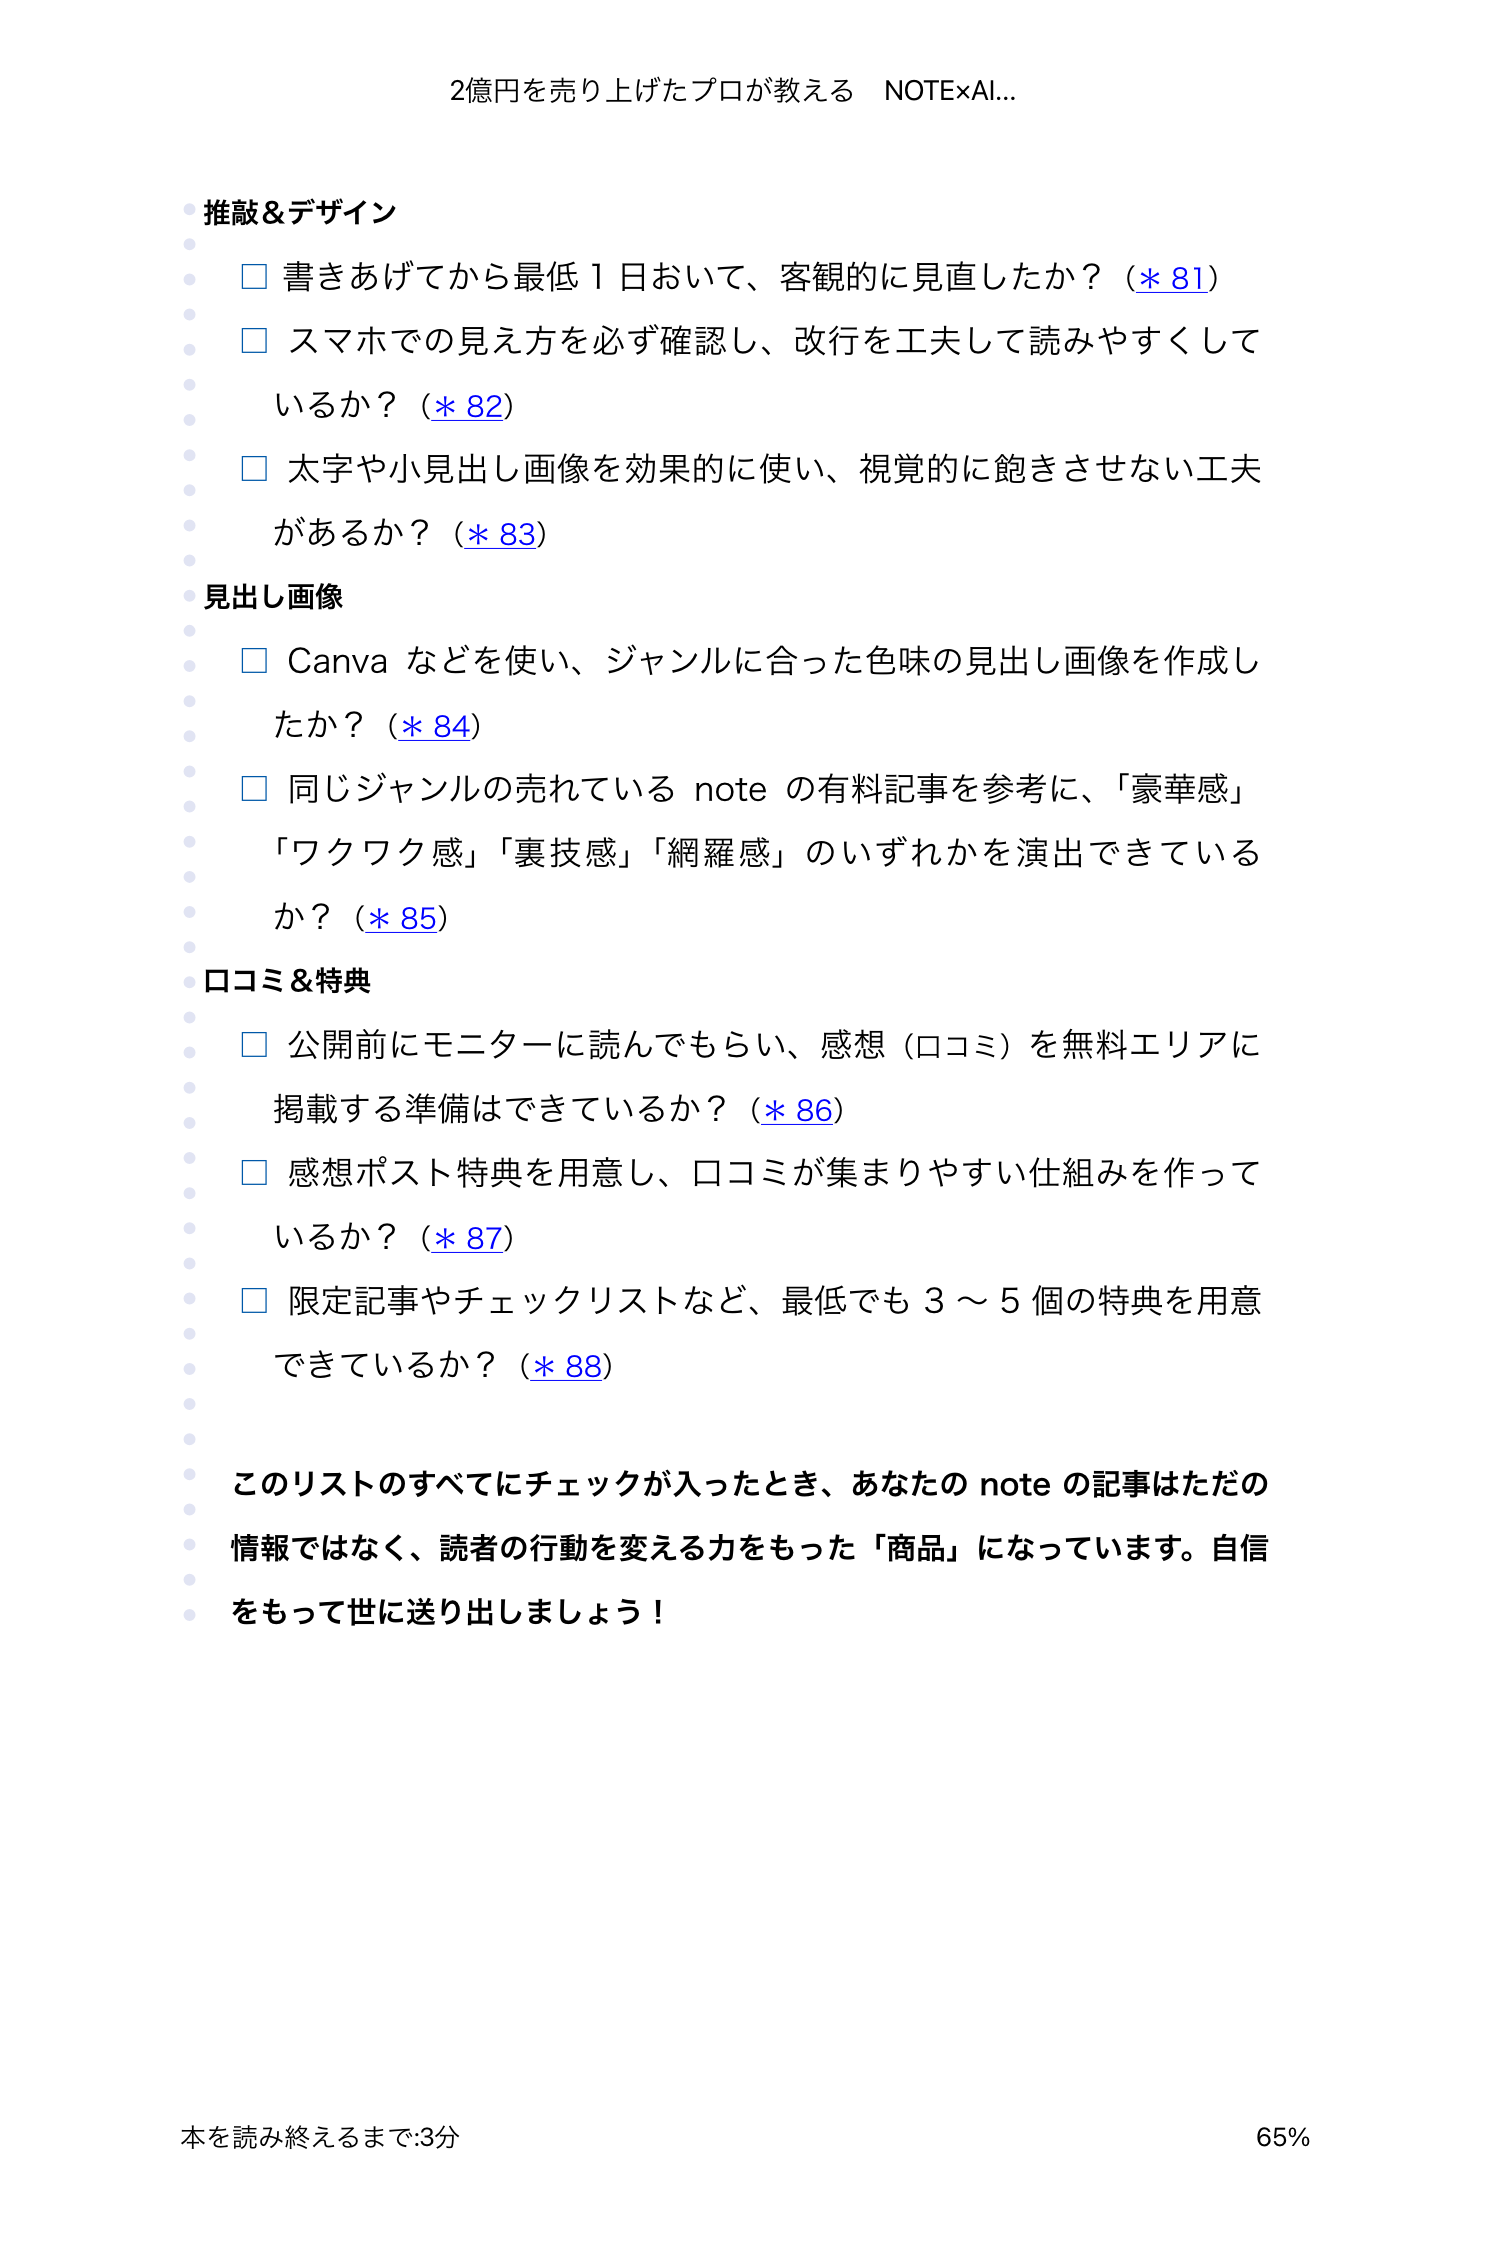 2億円を売り上げたプロが教える　NOTE×AI...
推敲＆デザイン
□ 書きあげてから最低 1 日おいて、客観的に見直したか？（＊ 81）
□ スマホでの見え方を必ず確認し、改行を工夫して読みやすくして
いるか？（＊ 82）
□ 太字や小見出し画像を効果的に使い、視覚的に飽きさせない工夫
があるか？（＊ 83）
見出し画像
□ Canva などを使い、ジャンルに合った色味の見出し画像を作成し
たか？（＊ 84）
□ 同じジャンルの売れている note の有料記事を参考に、「豪華感」
「ワクワク感」「裏技感」「網羅感」のいずれかを演出できている
か？（＊ 85）
口コミ＆特典
□ 公開前にモニターに読んでもらい、感想（口コミ）を無料エリアに
掲載する準備はできているか？（＊ 86）
□ 感想ポスト特典を用意し、口コミが集まりやすい仕組みを作って
いるか？（＊ 87）
□ 限定記事やチェックリストなど、最低でも 3 ～ 5 個の特典を用意
できているか？（＊ 88）
このリストのすべてにチェックが入ったとき、あなたの note の記事はただの
情報ではなく、読者の行動を変える力をもった「商品」になっています。自信
をもって世に送り出しましょう！
本を読み終えるまで:3分
65%